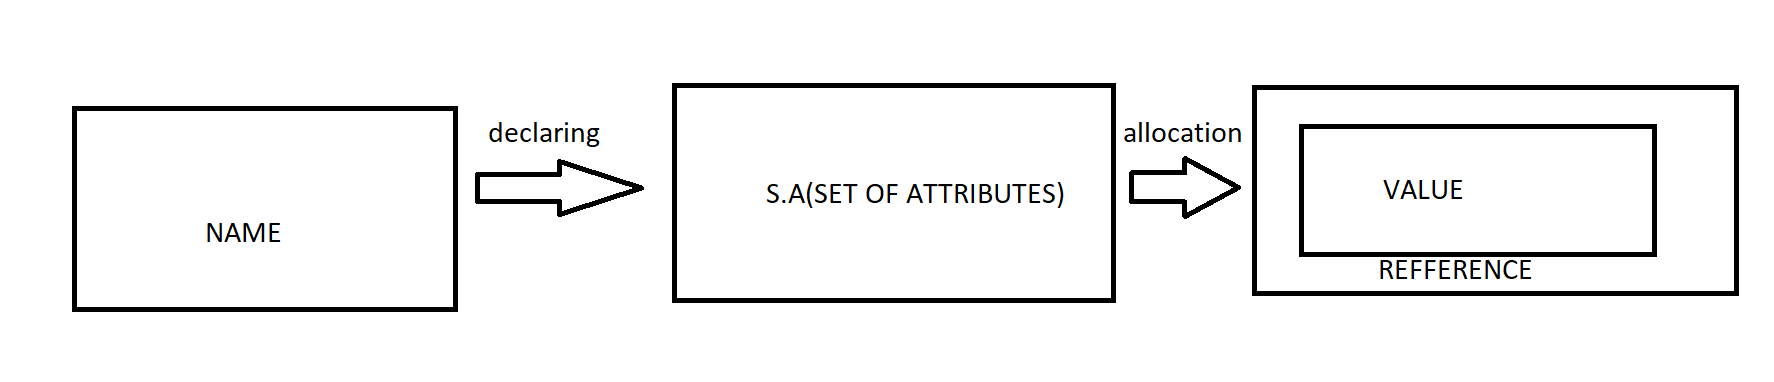 NAME
declaring
S.A(SET OF ATTRIBUTES)
allocation
VALUE
REFFERENCE